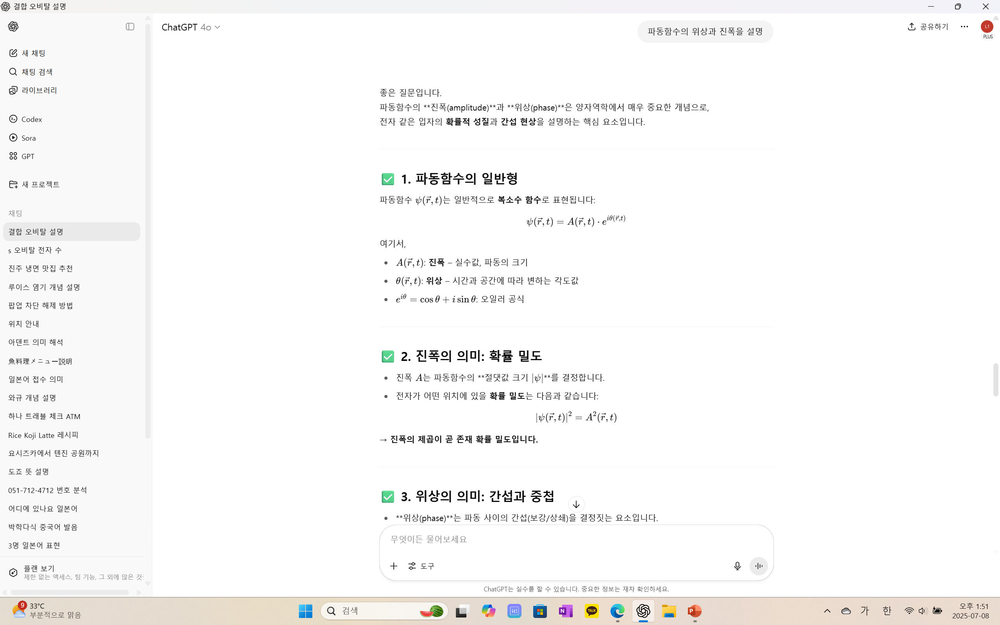 결합 오비탈 설명
새 채팅
채팅 검색
라이브러리
Codex
Sora
GPT
새 프로젝트
채팅
결합 오비탈 설명
s 오비탈 전자 수
진주 냉면 맛집 추천
루이스 염기 개념 설명
팝업 차단 해제 방법
위치 안내
아덴트 의미 해석
魚料理メニュー説明
일본어 접수 의미
와규 개념 설명
하나 트래블 체크 ATM
Rice Koji Latte 레시피
요시즈카에서 텐진 공원까지
도죠 뜻 설명
051-712-4712 번호 분석
어디에 있나요 일본어
박학다식 중국어 발음
3명 일본어 표현
플랜 보기
제한 없는 액세스, 팀 기능, 그 외에 많은
ChatGPT 4o
공유하기
L1
PLUS
파동함수의 위상과 진폭을 설명
좋은 질문입니다.
파동함수의 **진폭(amplitude)**과 **위상(phase)**은 양자역학에서 매우 중요한 개념으로,
전자 같은 입자의 확률적 성질과 간섭 현상을 설명하는 핵심 요소입니다.
✅ 1. 파동함수의 일반형
파동함수 ψ(r⃗, t)는 일반적으로 복소수 함수로 표현됩니다:
ψ(r⃗, t) = A(r⃗, t) · e^{iθ(r⃗,t)}
여기서,
• A(r⃗, t): 진폭 – 실수값, 파동의 크기
• θ(r⃗, t): 위상 – 시간과 공간에 따라 변하는 각도값
• e^{iθ} = cos θ + i sin θ: 오일러 공식
✅ 2. 진폭의 의미: 확률 밀도
• 진폭 A는 파동함수의 **절댓값 크기 |ψ|**를 결정합니다.
• 전자가 어떤 위치에 있을 확률 밀도는 다음과 같습니다:
|ψ(r⃗, t)|² = A²(r⃗, t)
→ 진폭의 제곱이 곧 존재 확률 밀도입니다.
✅ 3. 위상의 의미: 간섭과 중첩
• **위상(phase)**는 파동 사이의 간섭(보강/상쇄)을 결정짓는 요소입니다.
무엇이든 물어보세요
도구
ChatGPT는 실수를 할 수 있습니다. 중요한 정보는 재차 확인하세요.
9
33°C
부분적으로 맑음
검색
N
TALK
P
가
한
오후 1:51
2025-07-08